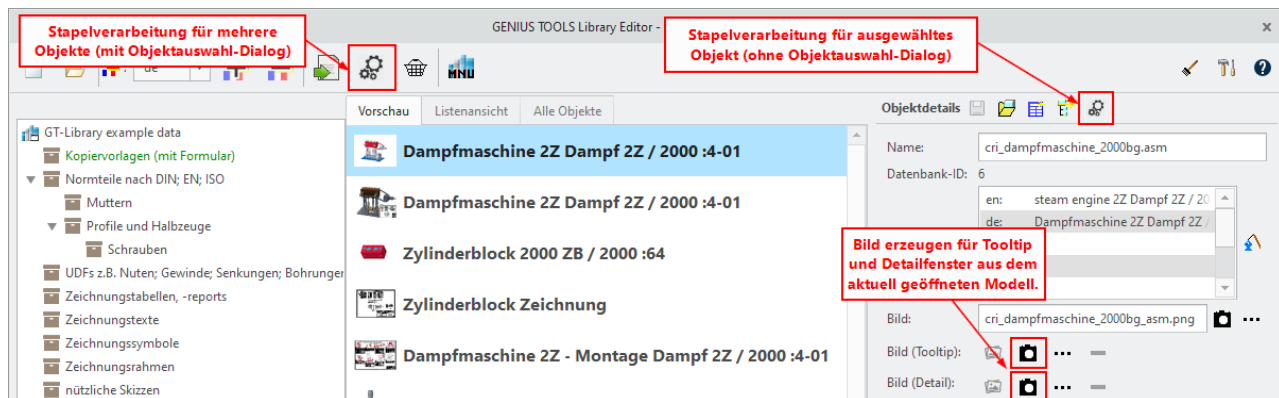 GENIUS TOOLS Library Editor -
x
Stapelverarbeitung für mehrere
Objekte (mit Objektauswahl-Dialog)
Stapelverarbeitung für ausgewähltes
Objekt (ohne Objektauswahl-Dialog)
de
MNU
Vorschau Listenansicht Alle Objekte
Objektdetails
GT-Library example data
Kopiervorlagen (mit Formular)
Normteile nach DIN; EN; ISO
Muttern
Profile und Halbzeuge
Schrauben
UDFs z.B. Nuten; Gewinde; Senkungen; Bohrunger
Zeichnungstabellen, -reports
Zeichnungstexte
Zeichnungssymbole
Zeichnungsrahmen
nützliche Skizzen
Dampfmaschine 2Z Dampf 2Z / 2000 :4-01
Dampfmaschine 2Z Dampf 2Z / 2000 :4-01
Zylinderblock 2000 ZB / 2000 :64
Zylinderblock Zeichnung
Dampfmaschine 2Z - Montage Dampf 2Z / 2000 :4-01
Name: cri_dampfmaschine_2000bg.asm
Datenbank-ID: 6
en: steam engine 2Z Dampf 2Z / 20
de: Dampfmaschine 2Z Dampf 2Z /
Bild erzeugen für Tooltip
und Detailfenster aus dem
aktuell geöffneten Modell.
Bild: cri_dampfmaschine_2000bg_asm.png
Bild (Tooltip):
Bild (Detail):